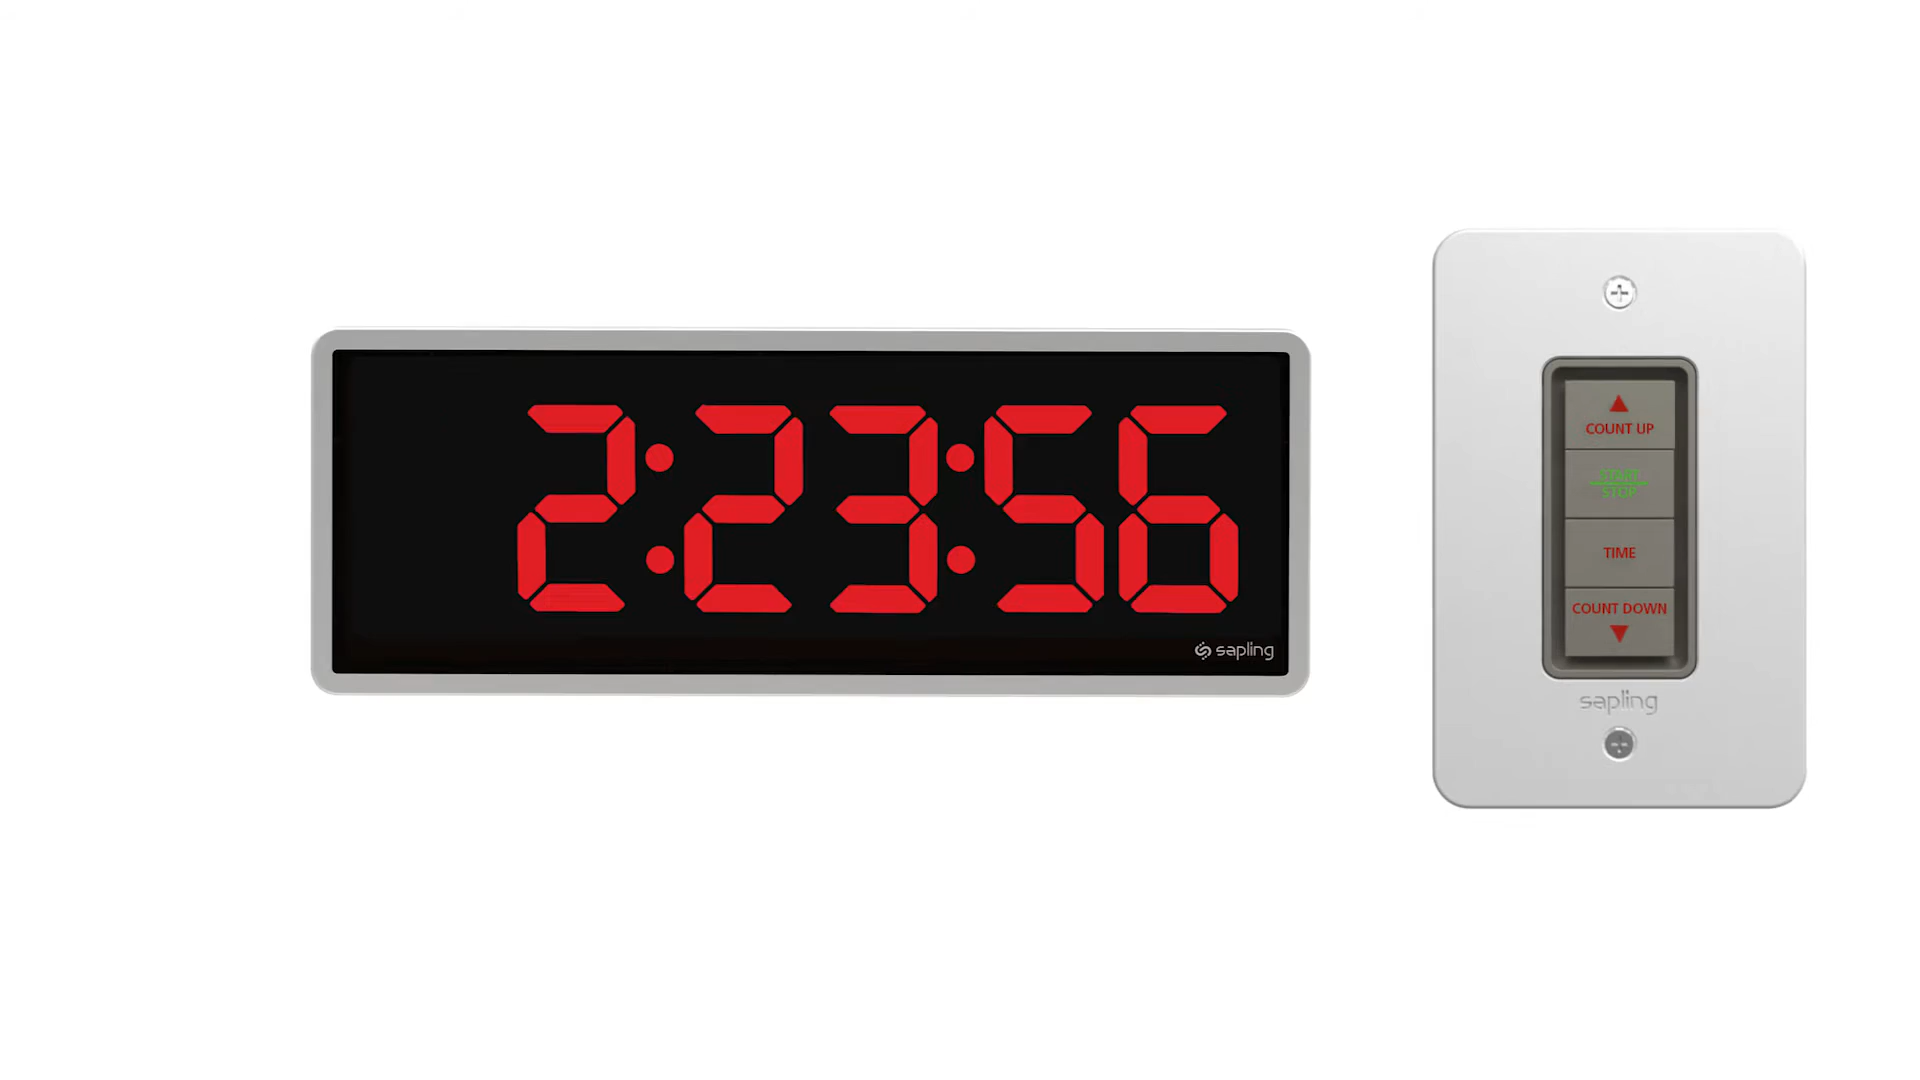 2:23:56
sapling
COUNT UP
START
STOP
TIME
COUNT DOWN
sapling